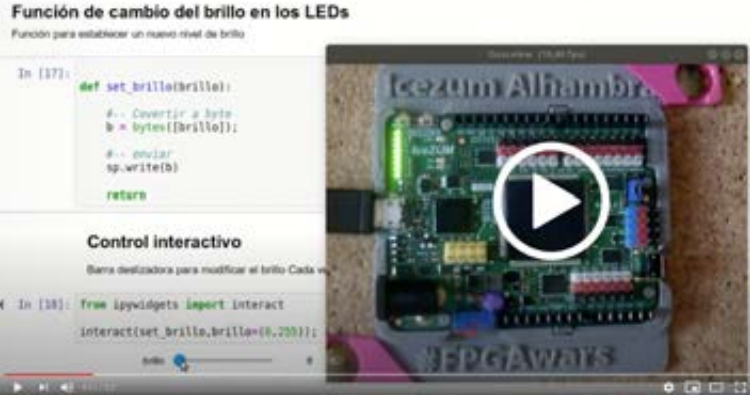 Función de cambio del brillo en los LEDs
Función para establecer un nuevo nivel de brillo
In [17]:
def set_brillo(brillo):
#-- Covertir a byte
b = bytes([brillo]);
#-- enviar
sp.write(b)
return
Control interactivo
Barra deslizadora para modificar el brillo Cada v
In [18]:
from ipywidgets import interact
interact(set_brillo,brillo=(0,255));
brillo
Icezum Alhambra
IceZUM
#FPGAwars